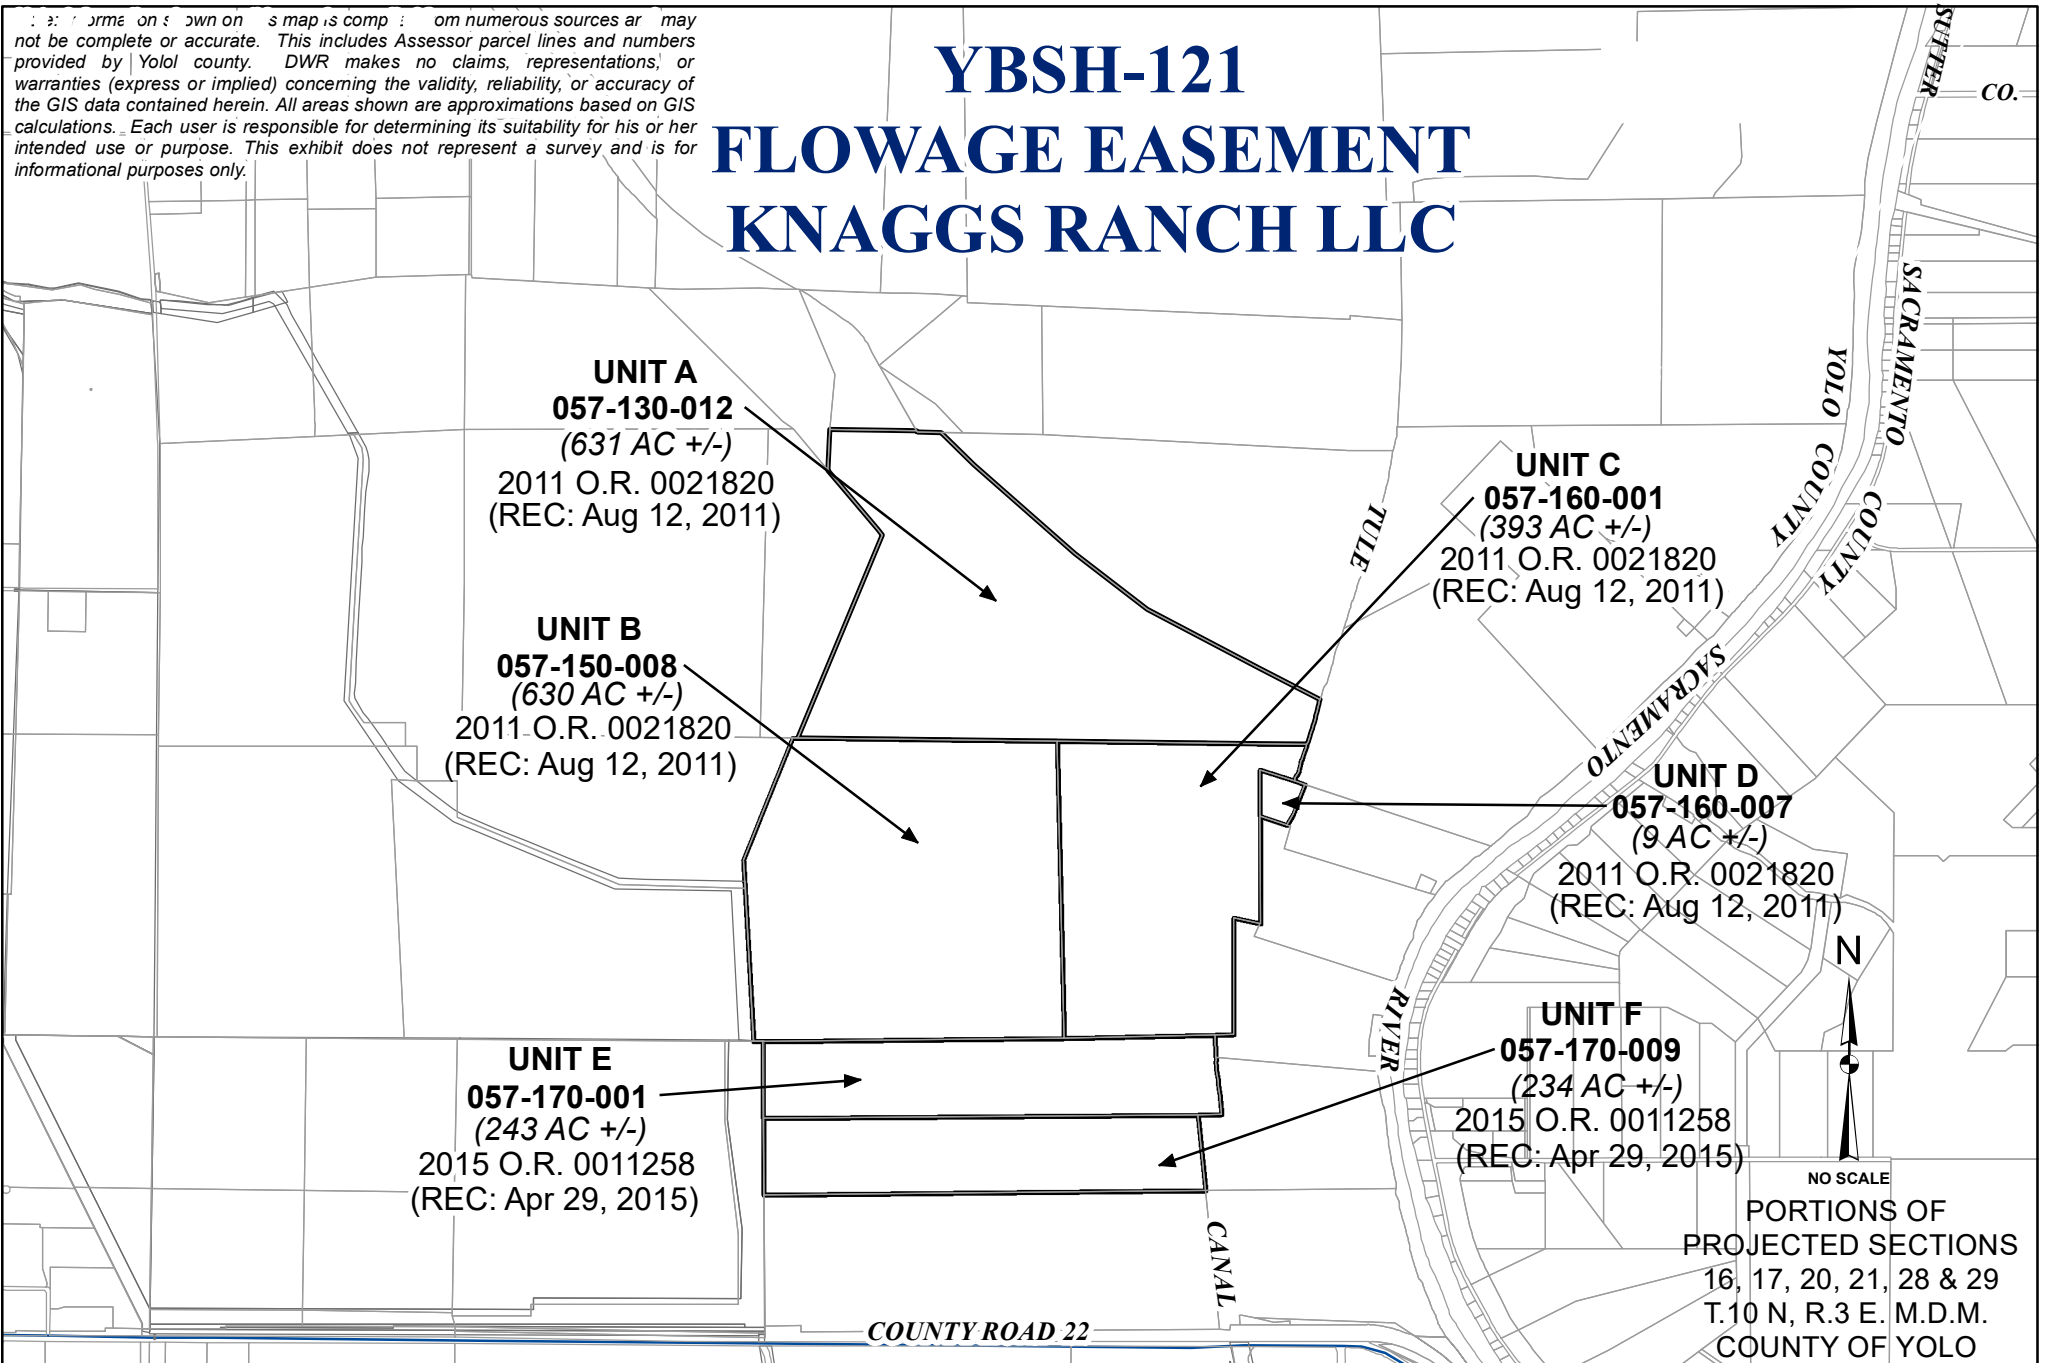 own on s map is comp om numerous sources may
not be complete or accurate. This includes Assessor parcel lines and numbers
provided by Yolol county. DWR makes no claims, representations, or
warranties (express or implied) concerning the validity, reliability, or accuracy of
the GIS data contained herein. All areas shown are approximations based on GIS
calculations. Each user is responsible for determining its suitability for his or her
intended use or purpose. This exhibit does not represent a survey and is for
informational purposes only.
YBSH-121
FLOWAGE EASEMENT
KNAGGS RANCH LLC
SUTTER CO.
SACRAMENTO COUNTY
YOLO COUNTY
UNIT A
057-130-012
(631 AC +/-)
2011 O.R. 0021820
(REC: Aug 12, 2011)
UNIT C
057-160-001
(393 AC +/-)
2011 O.R. 0021820
(REC: Aug 12, 2011)
TULE
UNIT B
057-150-008
(630 AC +/-)
2011 O.R. 0021820
(REC: Aug 12, 2011)
SACRAMENTO
UNIT D
057-160-007
(9 AC +/-)
2011 O.R. 0021820
(REC: Aug 12, 2011)
N
RIVER
UNIT E
057-170-001
(243 AC +/-)
2015 O.R. 0011258
(REC: Apr 29, 2015)
UNIT F
057-170-009
(234 AC +/-)
2015 O.R. 0011258
(REC: Apr 29, 2015)
NO SCALE
CANAL
COUNTY ROAD 22
PORTIONS OF
PROJECTED SECTIONS
16, 17, 20, 21, 28 & 29
T.10 N, R.3 E. M.D.M.
COUNTY OF YOLO